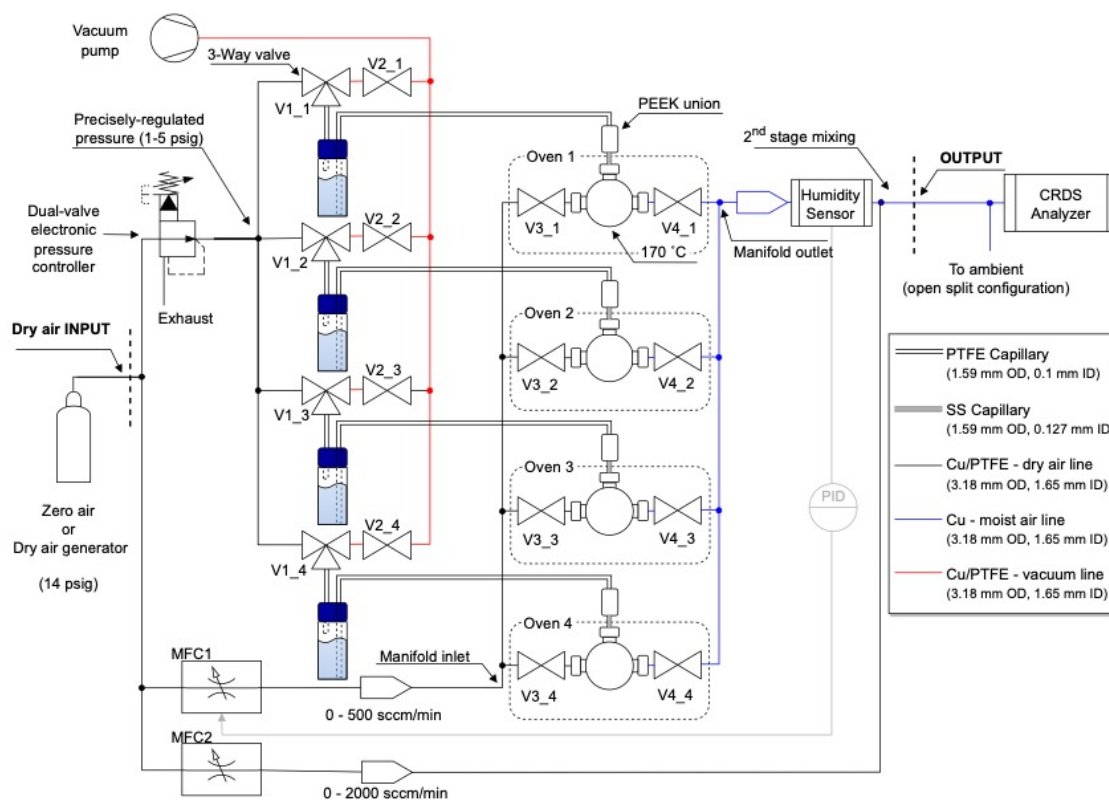 Vacuum
pump
3-Way valve
V2_1
V1_1
PEEK union
Precisely-regulated
pressure (1-5 psig)
2nd stage mixing
Oven 1
OUTPUT
Dual-valve
electronic
pressure
controller
V2_2
V1_2
V3_1
V4_1
Humidity
Sensor
CRDS
Analyzer
170 ˚C
Manifold outlet
To ambient
(open split configuration)
Exhaust
Dry air INPUT
Oven 2
V3_2
V4_2
V2_3
V1_3
PTFE Capillary
(1.59 mm OD, 0.1 mm ID)
SS Capillary
(1.59 mm OD, 0.127 mm ID
Cu/PTFE - dry air line
(3.18 mm OD, 1.65 mm ID)
Cu - moist air line
(3.18 mm OD, 1.65 mm ID)
Cu/PTFE - vacuum line
(3.18 mm OD, 1.65 mm ID)
Oven 3
PID
Zero air
or
Dry air generator
(14 psig)
V2_4
V1_4
V3_3
V4_3
Oven 4
MFC1
Manifold inlet
V3_4
V4_4
0 - 500 sccm/min
MFC2
0 - 2000 sccm/min